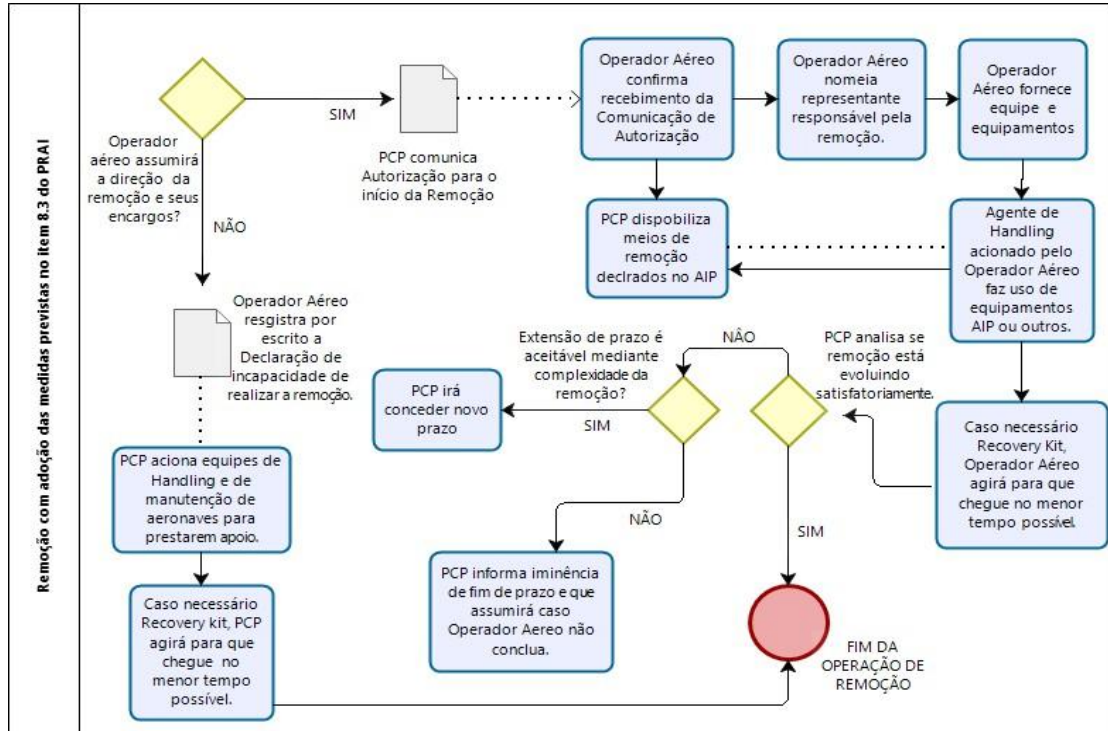 Remoção com adoção das medidas previstas no item 8.3 do PRAI
Operador
aéreo assumirá
a direção da
remoção e seus
encargos?
SIM
NÃO
PCP comunica
Autorização para o
início da Remoção
Operador Aéreo
confirma
recebimento da
Comunicação de
Autorização
Operador Aéreo
nomeia
representante
responsável pela
remoção.
Operador
Aéreo fornece
equipe e
equipamentos
PCP dispobiliza
meios de
remoção
declrados no AIP
Agente de
Handling
acionado pelo
Operador Aéreo
faz uso de
equipamentos
AIP ou outros.
Caso necessário
Recovery Kit,
Operador Aéreo
agirá para que
chegue no menor
tempo possível.
PCP analisa se
remoção está
evoluindo
satisfatoriamente.
NÂO
SIM
Extensão de prazo é
aceitável mediante
complexidade da
remoção?
SIM
NÃO
PCP irá
conceder novo
prazo
PCP informa iminência
de fim de prazo e que
assumirá caso
Operador Aereo não
conclua.
Operador Aéreo
resgistra por
escrito a
Declaração de
incapacidade de
realizar a remoção.
PCP aciona equipes de
Handling e de
manutenção de
aeronaves para
prestarem apoio.
Caso necessário
Recovery kit, PCP
agirá para que
chegue no
menor tempo
possível.
FIM DA
OPERAÇÃO DE
REMOÇÃO